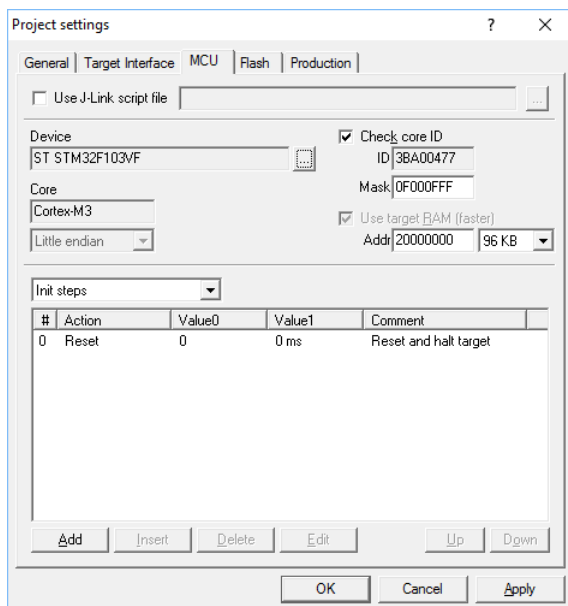 Project settings ? ✕
General Target Interface MCU Flash Production
Use J-Link script file ...
Device
ST STM32F103VF ...
Check core ID
ID 3BA00477
Mask 0F000FFF
Core
Cortex-M3
Little endian
Use target RAM (faster)
Addr 20000000 96 KB
Init steps
# Action Value0 Value1 Comment
0 Reset 0 0 ms Reset and halt target
Add Insert Delete Edit Up Down
OK Cancel Apply